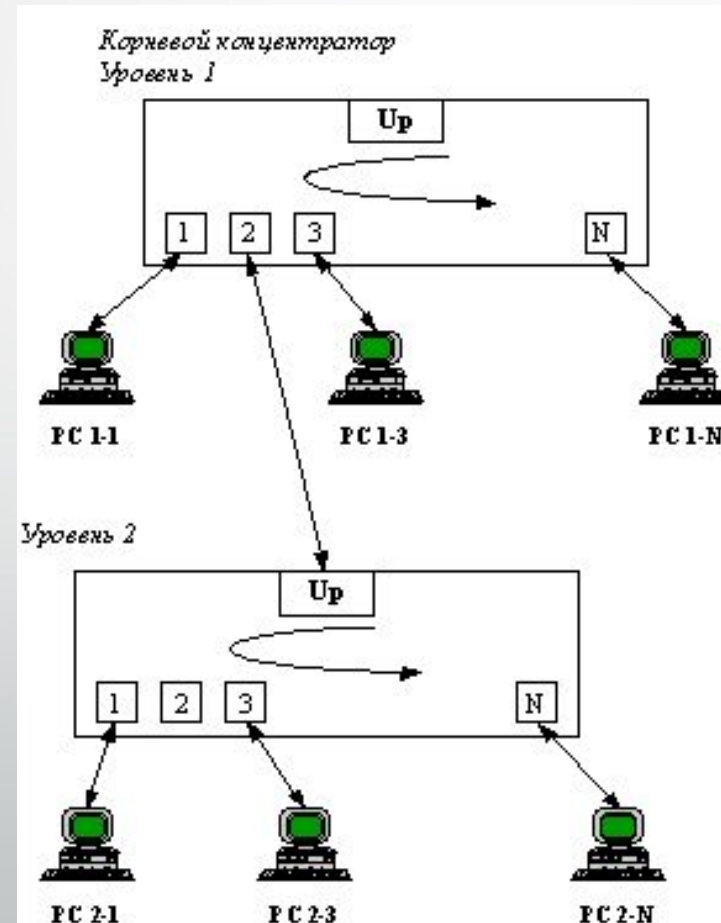 Корневой концентратор
Уровень 1
Up
1 2 3 N
PC 1-1 PC 1-3 PC 1-N
Уровень 2
Up
1 2 3 N
PC 2-1 PC 2-3 PC 2-N